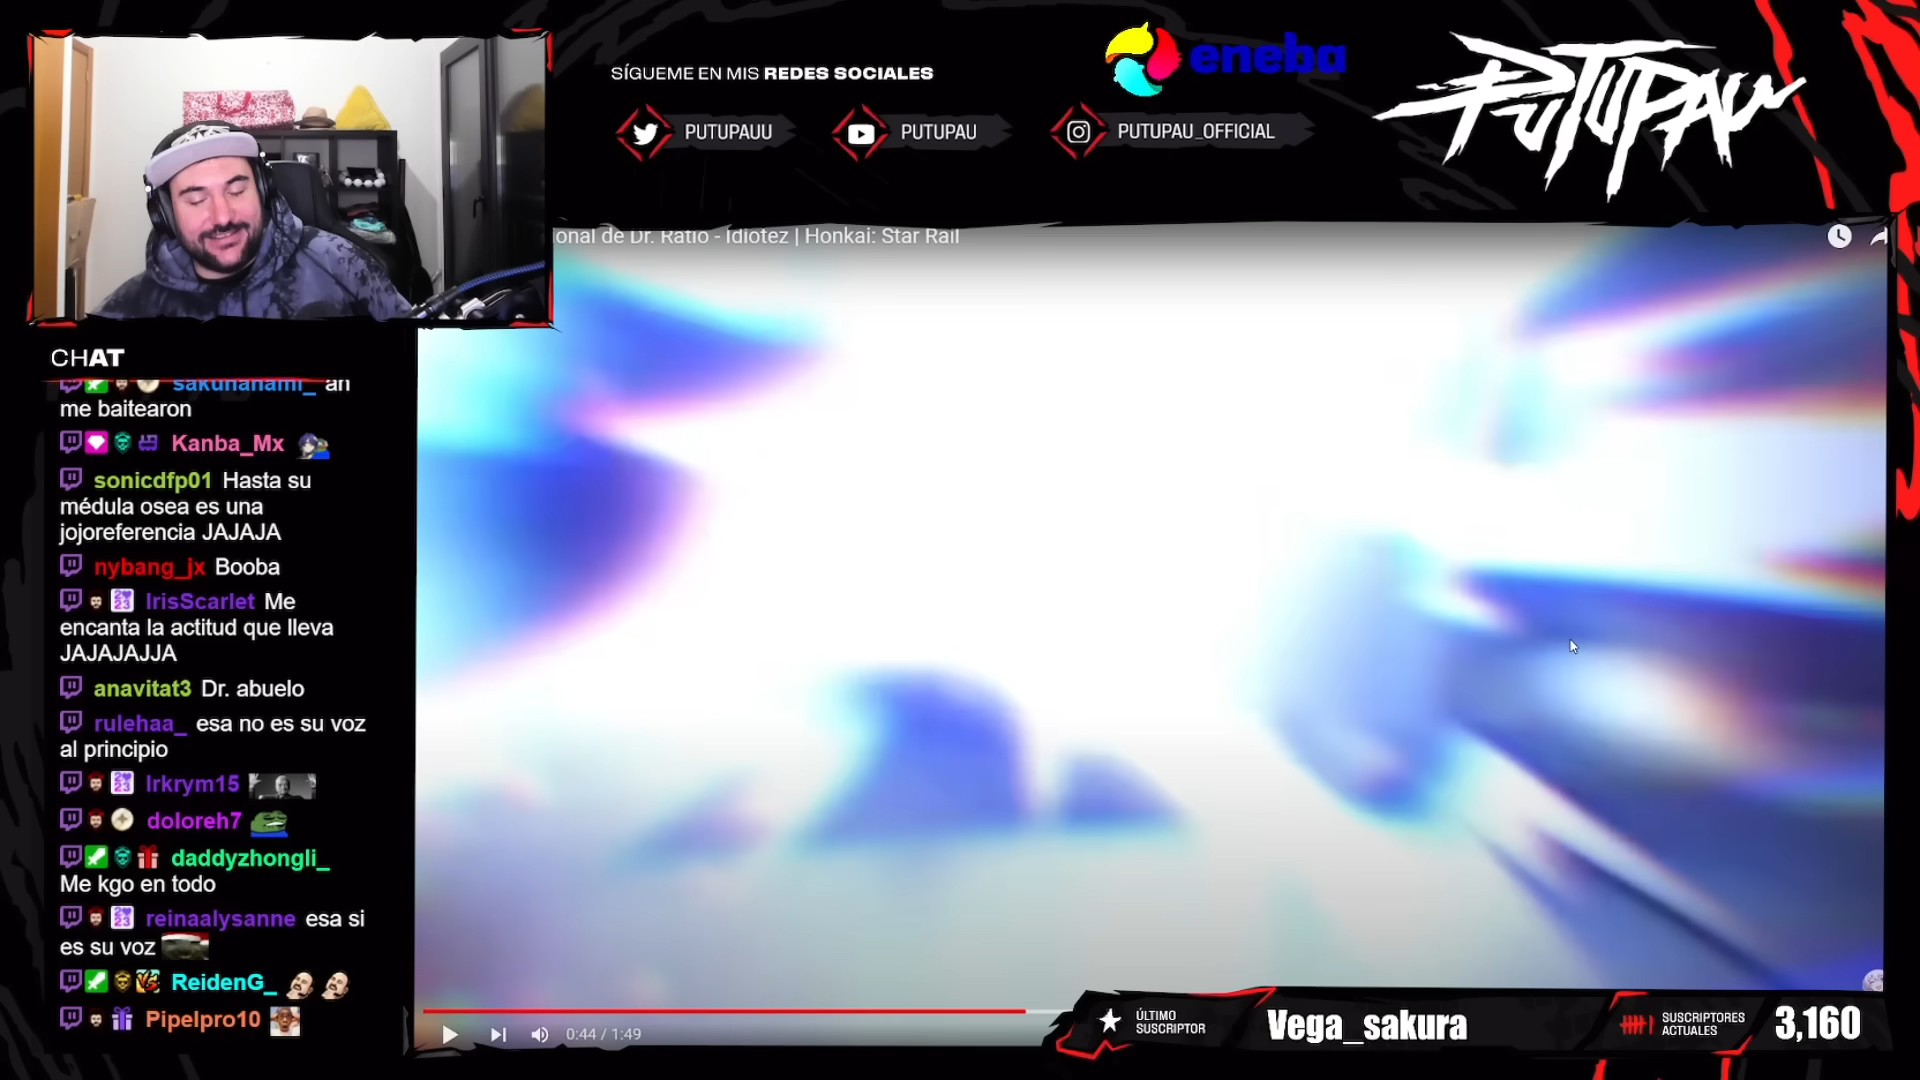 SÍGUEME EN MIS REDES SOCIALES
eneba
PUTUPAU
PUTUPAUU
PUTUPAU
PUTUPAU_OFFICIAL
onal de Dr. Ratio - Idiotez | Honkai: Star Rail
CHAT
sakunanami_ an
me baitearon
Kanba_Mx
sonicdfp01 Hasta su
médula osea es una
jojoreferencia JAJAJA
nybang_jx Booba
IrisScarlet Me
encanta la actitud que lleva
JAJAJAJJA
anavitat3 Dr. abuelo
rulehaa_ esa no es su voz
al principio
lrkrym15
doloreh7
daddyzhongli_
Me kgo en todo
reinaalysanne esa si
es su voz
ReidenG_
Pipelpro10
0:44 / 1:49
ÚLTIMO
SUSCRIPTOR
Vega_sakura
SUSCRIPTORES
ACTUALES
3,160